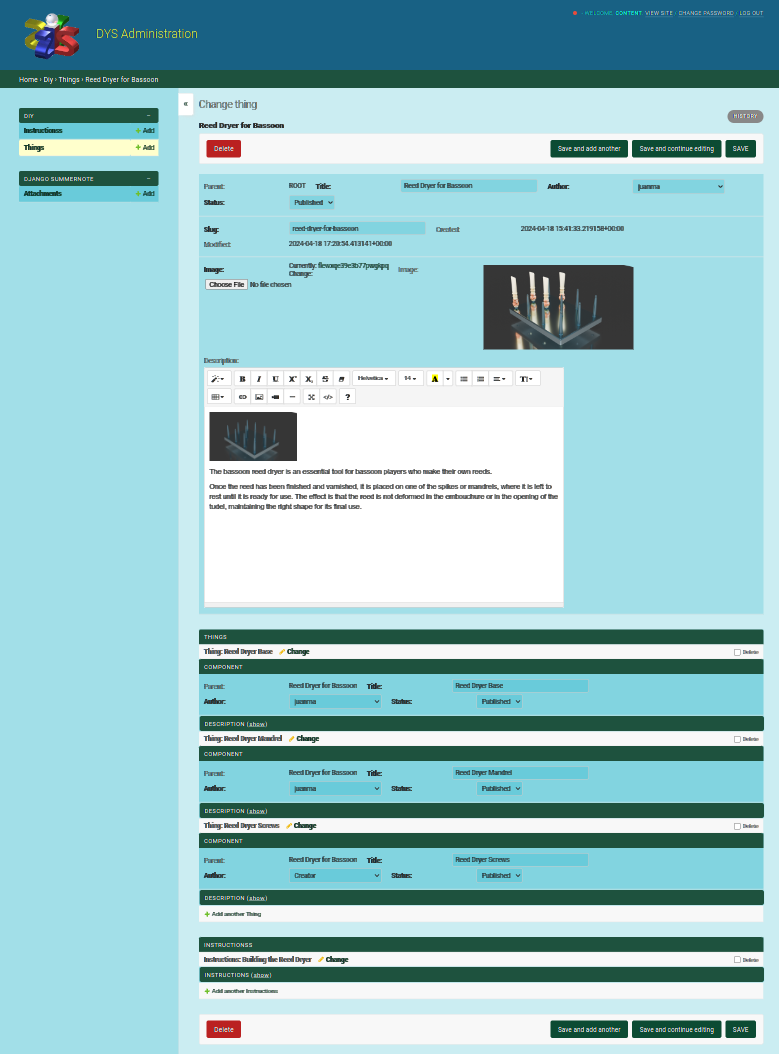 DYS Administration
WELCOME, CONTENT. VIEW SITE / CHANGE PASSWORD / LOG OUT
Home › Diy › Things › Reed Dryer for Bassoon
DIY −
Instructionss + Add
Things + Add
DJANGO SUMMERNOTE −
Attachments + Add
«
Change thing
HISTORY
Reed Dryer for Bassoon
Delete Save and add another Save and continue editing SAVE
Parent: ROOT Title: Reed Dryer for Bassoon Author: juanma
Status: Published
Slug: reed-dryer-for-bassoon Created: 2024-04-18 15:41:33.219158+00:00
Modified: 2024-04-18 17:20:54.413141+00:00
Image: Currently: Image:
Change:
Choose File No file chosen
Description:
B I U X² X₂ S Helvetica 14 A T
</> ?
The bassoon reed dryer is an essential tool for bassoon players who make their own reeds.
Once the reed has been finished and varnished, it is placed on one of the spikes or mandrels, where it is left to
rest until it is ready for use. The effect is that the reed is not deformed in the embouchure or in the opening of the
tudel, maintaining the right shape for its final use.
THINGS
Thing: Reed Dryer Base Change Delete
COMPONENT
Parent: Reed Dryer for Bassoon Title: Reed Dryer Base
Author: juanma Status: Published
DESCRIPTION (show)
Thing: Reed Dryer Mandrel Change Delete
COMPONENT
Parent: Reed Dryer for Bassoon Title: Reed Dryer Mandrel
Author: juanma Status: Published
DESCRIPTION (show)
Thing: Reed Dryer Screws Change Delete
COMPONENT
Parent: Reed Dryer for Bassoon Title: Reed Dryer Screws
Author: Creator Status: Published
DESCRIPTION (show)
+ Add another Thing
INSTRUCTIONSS
Instructions: Building the Reed Dryer Change Delete
INSTRUCTIONS (show)
+ Add another Instructions
Delete Save and add another Save and continue editing SAVE